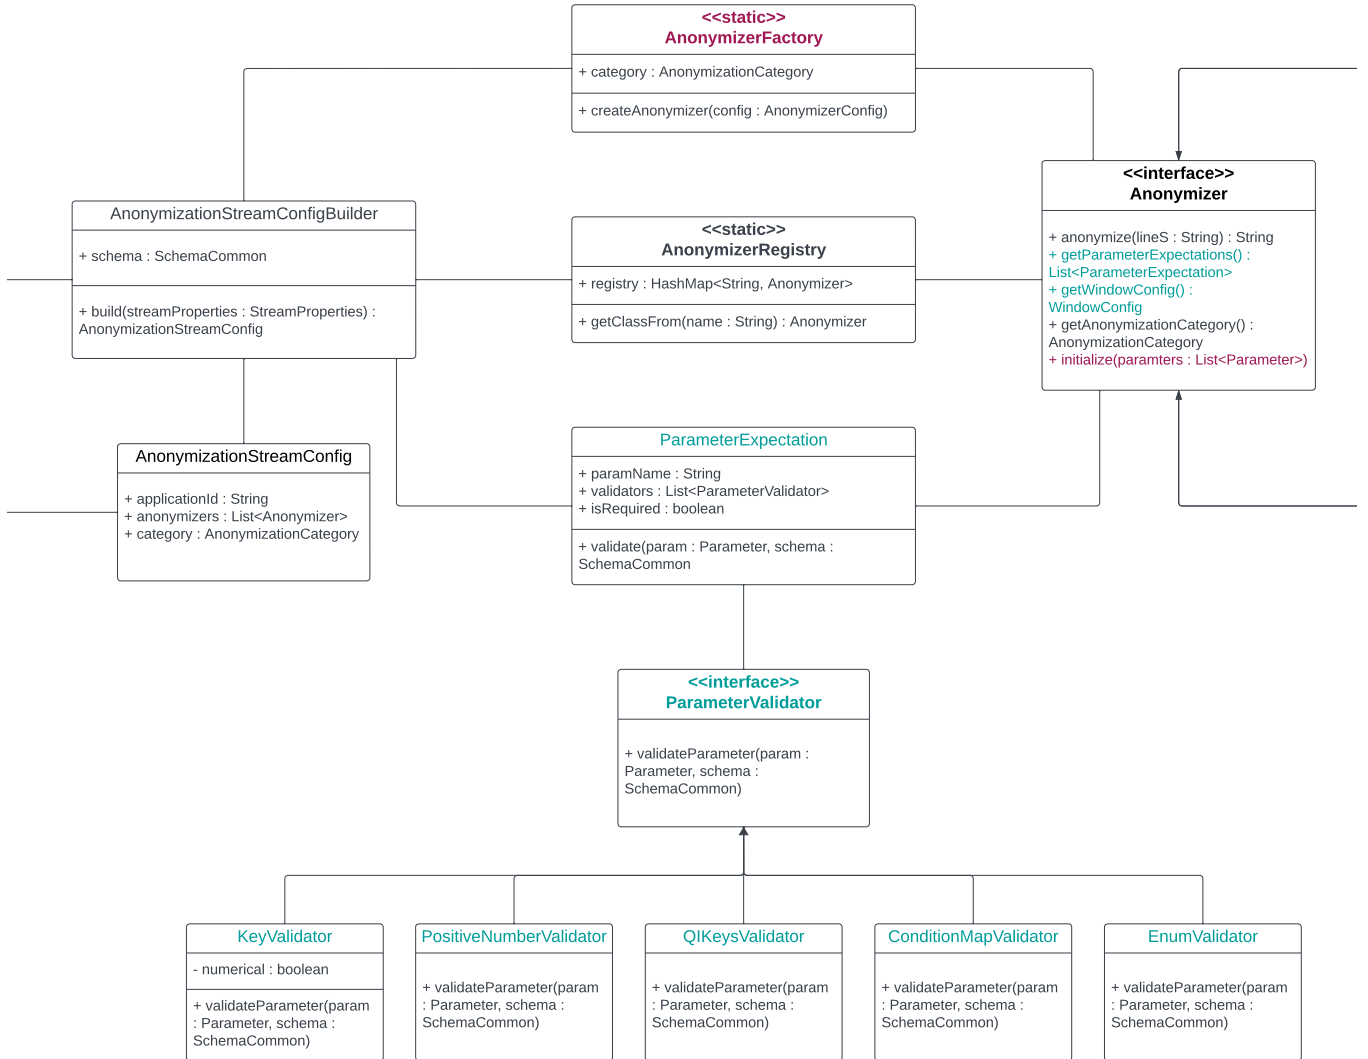 <<static>>
AnonymizerFactory
+ category : AnonymizationCategory
+ createAnonymizer(config : AnonymizerConfig)
<<interface>>
Anonymizer
+ anonymize(lineS : String) : String
+ getParameterExpectations() :
List<ParameterExpectation>
+ getWindowConfig() :
WindowConfig
+ getAnonymizationCategory() :
AnonymizationCategory
+ initialize(paramters : List<Parameter>)
AnonymizationStreamConfigBuilder
+ schema : SchemaCommon
+ build(streamProperties : StreamProperties) :
AnonymizationStreamConfig
<<static>>
AnonymizerRegistry
+ registry : HashMap<String, Anonymizer>
+ getClassFrom(name : String) : Anonymizer
AnonymizationStreamConfig
+ applicationId : String
+ anonymizers : List<Anonymizer>
+ category : AnonymizationCategory
ParameterExpectation
+ paramName : String
+ validators : List<ParameterValidator>
+ isRequired : boolean
+ validate(param : Parameter, schema :
SchemaCommon
<<interface>>
ParameterValidator
+ validateParameter(param :
Parameter, schema :
SchemaCommon)
KeyValidator
- numerical : boolean
+ validateParameter(param
: Parameter, schema :
SchemaCommon)
PositiveNumberValidator
+ validateParameter(param
: Parameter, schema :
SchemaCommon)
QIKeysValidator
+ validateParameter(param
: Parameter, schema :
SchemaCommon)
ConditionMapValidator
+ validateParameter(param
: Parameter, schema :
SchemaCommon)
EnumValidator
+ validateParameter(param
: Parameter, schema :
SchemaCommon)